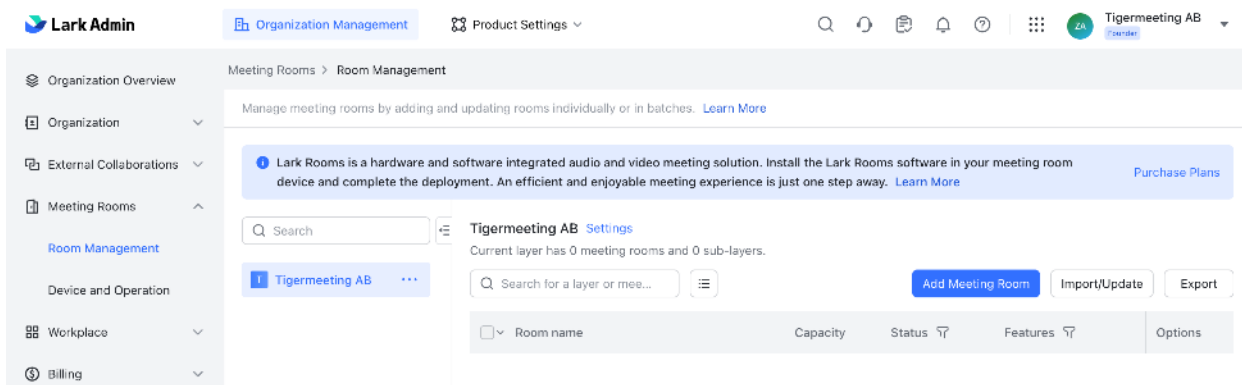 Lark Admin
Organization Management
Product Settings
ZA
Tigermeeting AB
Founder
Organization Overview
Organization
External Collaborations
Meeting Rooms
Room Management
Device and Operation
Workplace
Billing
Meeting Rooms > Room Management
Manage meeting rooms by adding and updating rooms individually or in batches. Learn More
Lark Rooms is a hardware and software integrated audio and video meeting solution. Install the Lark Rooms software in your meeting room
device and complete the deployment. An efficient and enjoyable meeting experience is just one step away. Learn More
Purchase Plans
Search
T Tigermeeting AB ...
Tigermeeting AB Settings
Current layer has 0 meeting rooms and 0 sub-layers.
Search for a layer or mee...
Add Meeting Room
Import/Update
Export
Room name
Capacity
Status
Features
Options